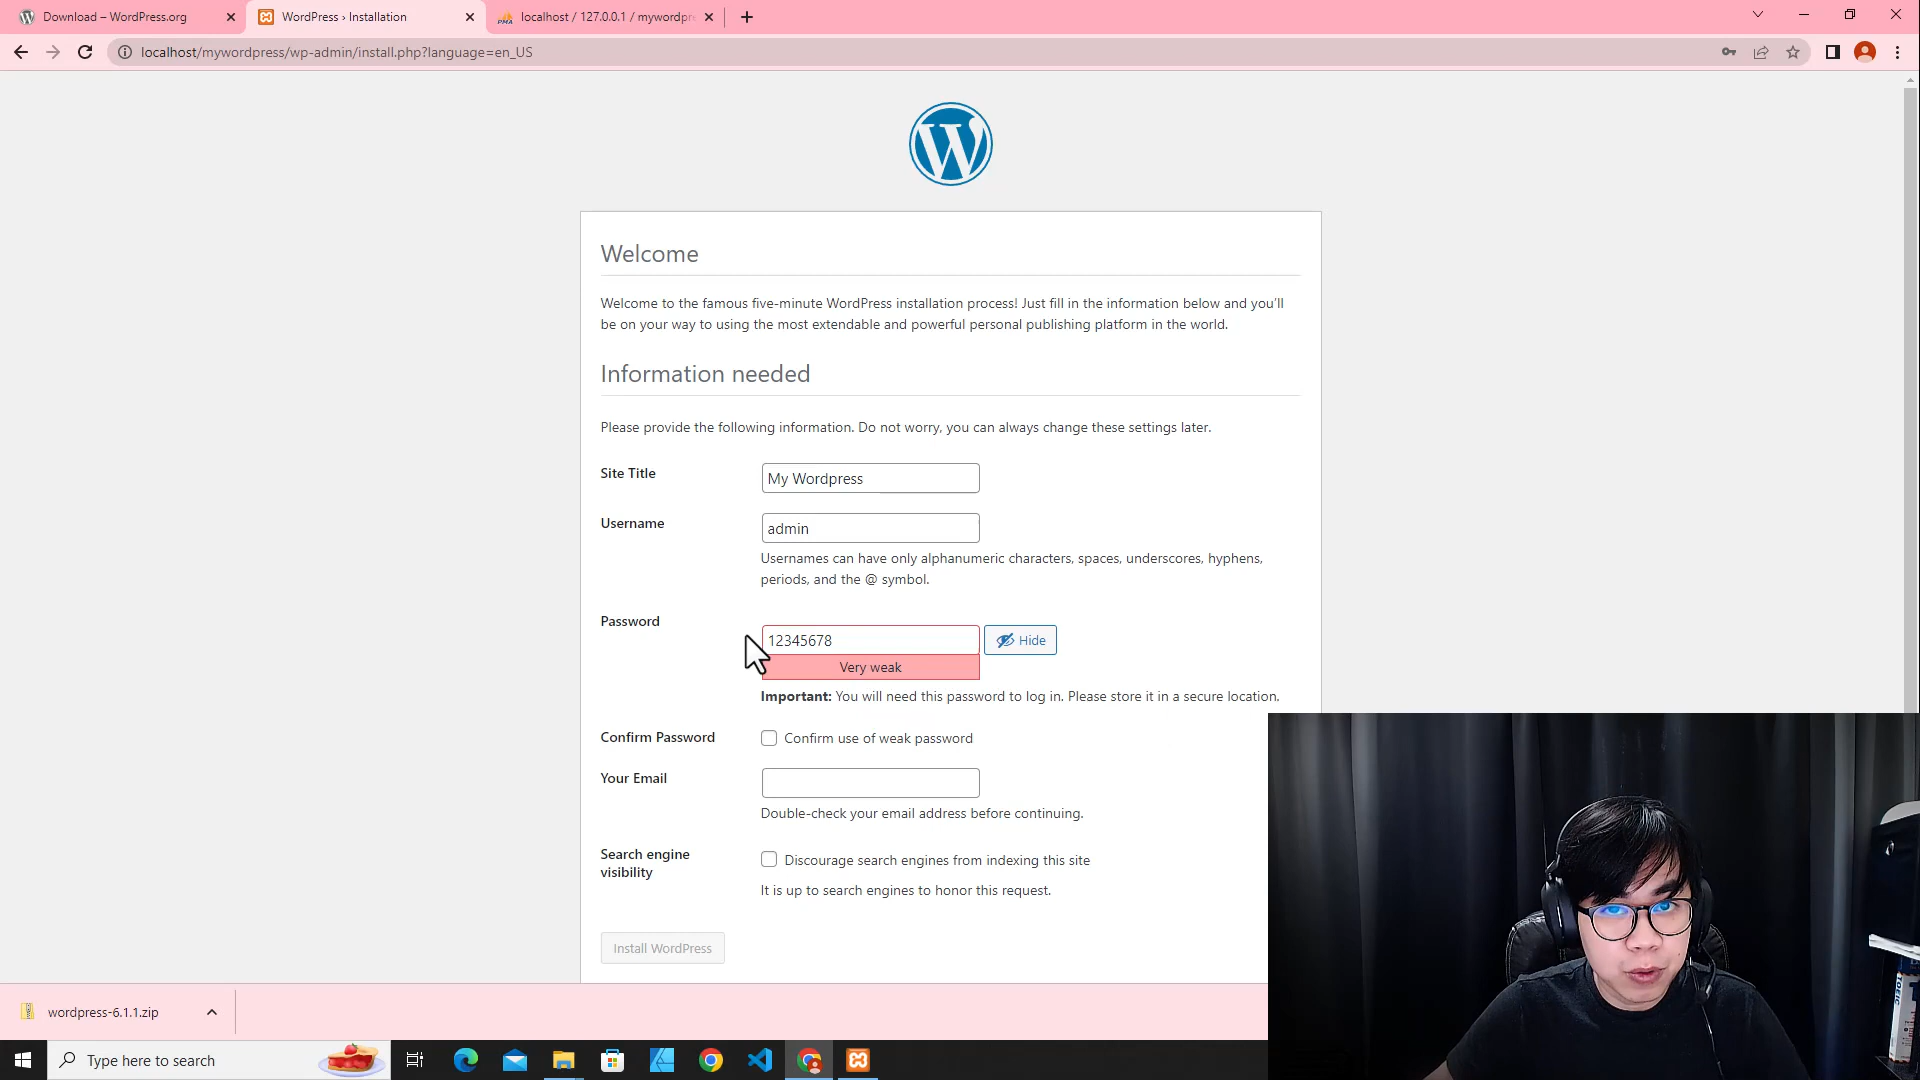 Download – WordPress.org
WordPress › Installation
localhost / 127.0.0.1 / mywordpr
localhost/mywordpress/wp-admin/install.php?language=en_US
Welcome
Welcome to the famous five-minute WordPress installation process! Just fill in the information below and you'll
be on your way to using the most extendable and powerful personal publishing platform in the world.
Information needed
Please provide the following information. Do not worry, you can always change these settings later.
Site Title
My Wordpress
Username
admin
Usernames can have only alphanumeric characters, spaces, underscores, hyphens,
periods, and the @ symbol.
Password
12345678
Hide
Very weak
Important: You will need this password to log in. Please store it in a secure location.
Confirm Password
Confirm use of weak password
Your Email
Double-check your email address before continuing.
Search engine
visibility
Discourage search engines from indexing this site
It is up to search engines to honor this request.
Install WordPress
wordpress-6.1.1.zip
Type here to search
TOEIC